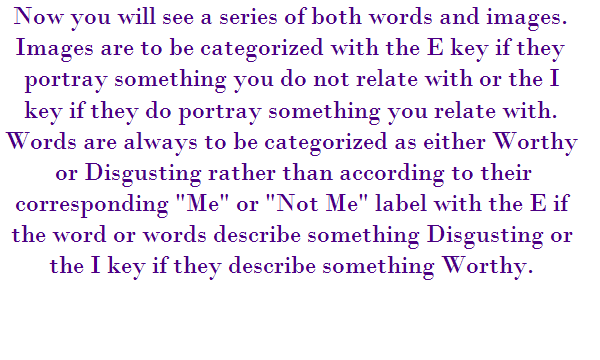 Now you will see a series of both words and images.
Images are to be categorized with the E key if they
portray something you do not relate with or the I
key if they do portray something you relate with.
Words are always to be categorized as either Worthy
or Disgusting rather than according to their
corresponding "Me" or "Not Me" label with the E if
the word or words describe something Disgusting or
the I key if they describe something Worthy.